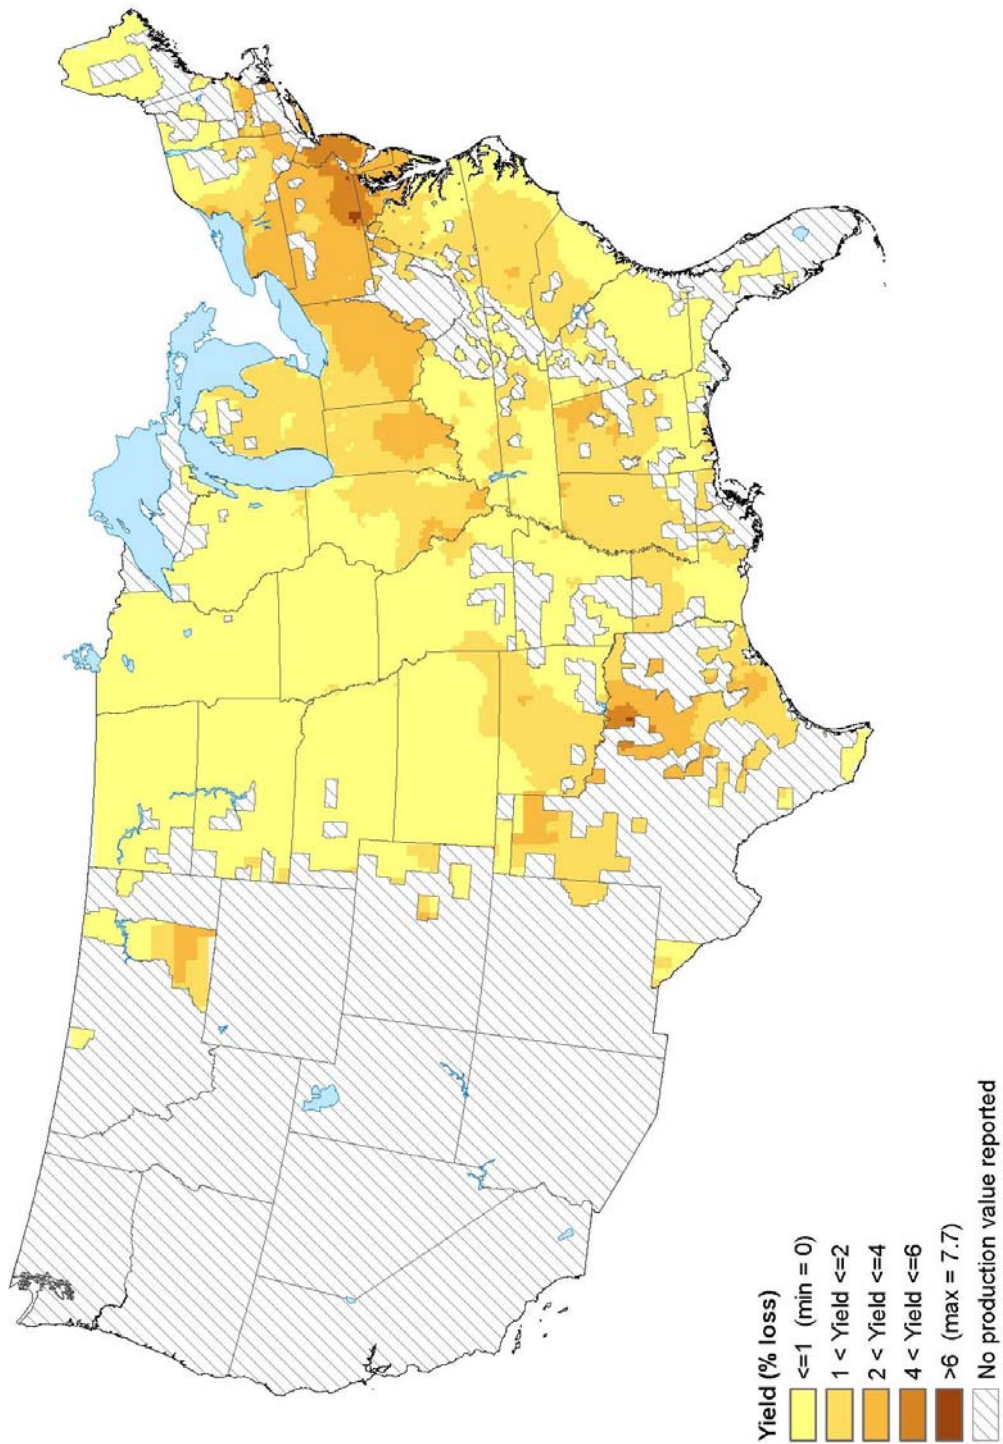 Yield (% loss)
<=1 (min = 0)
1 < Yield <=2
2 < Yield <=4
4 < Yield <=6
>6 (max = 7.7)
No production value reported